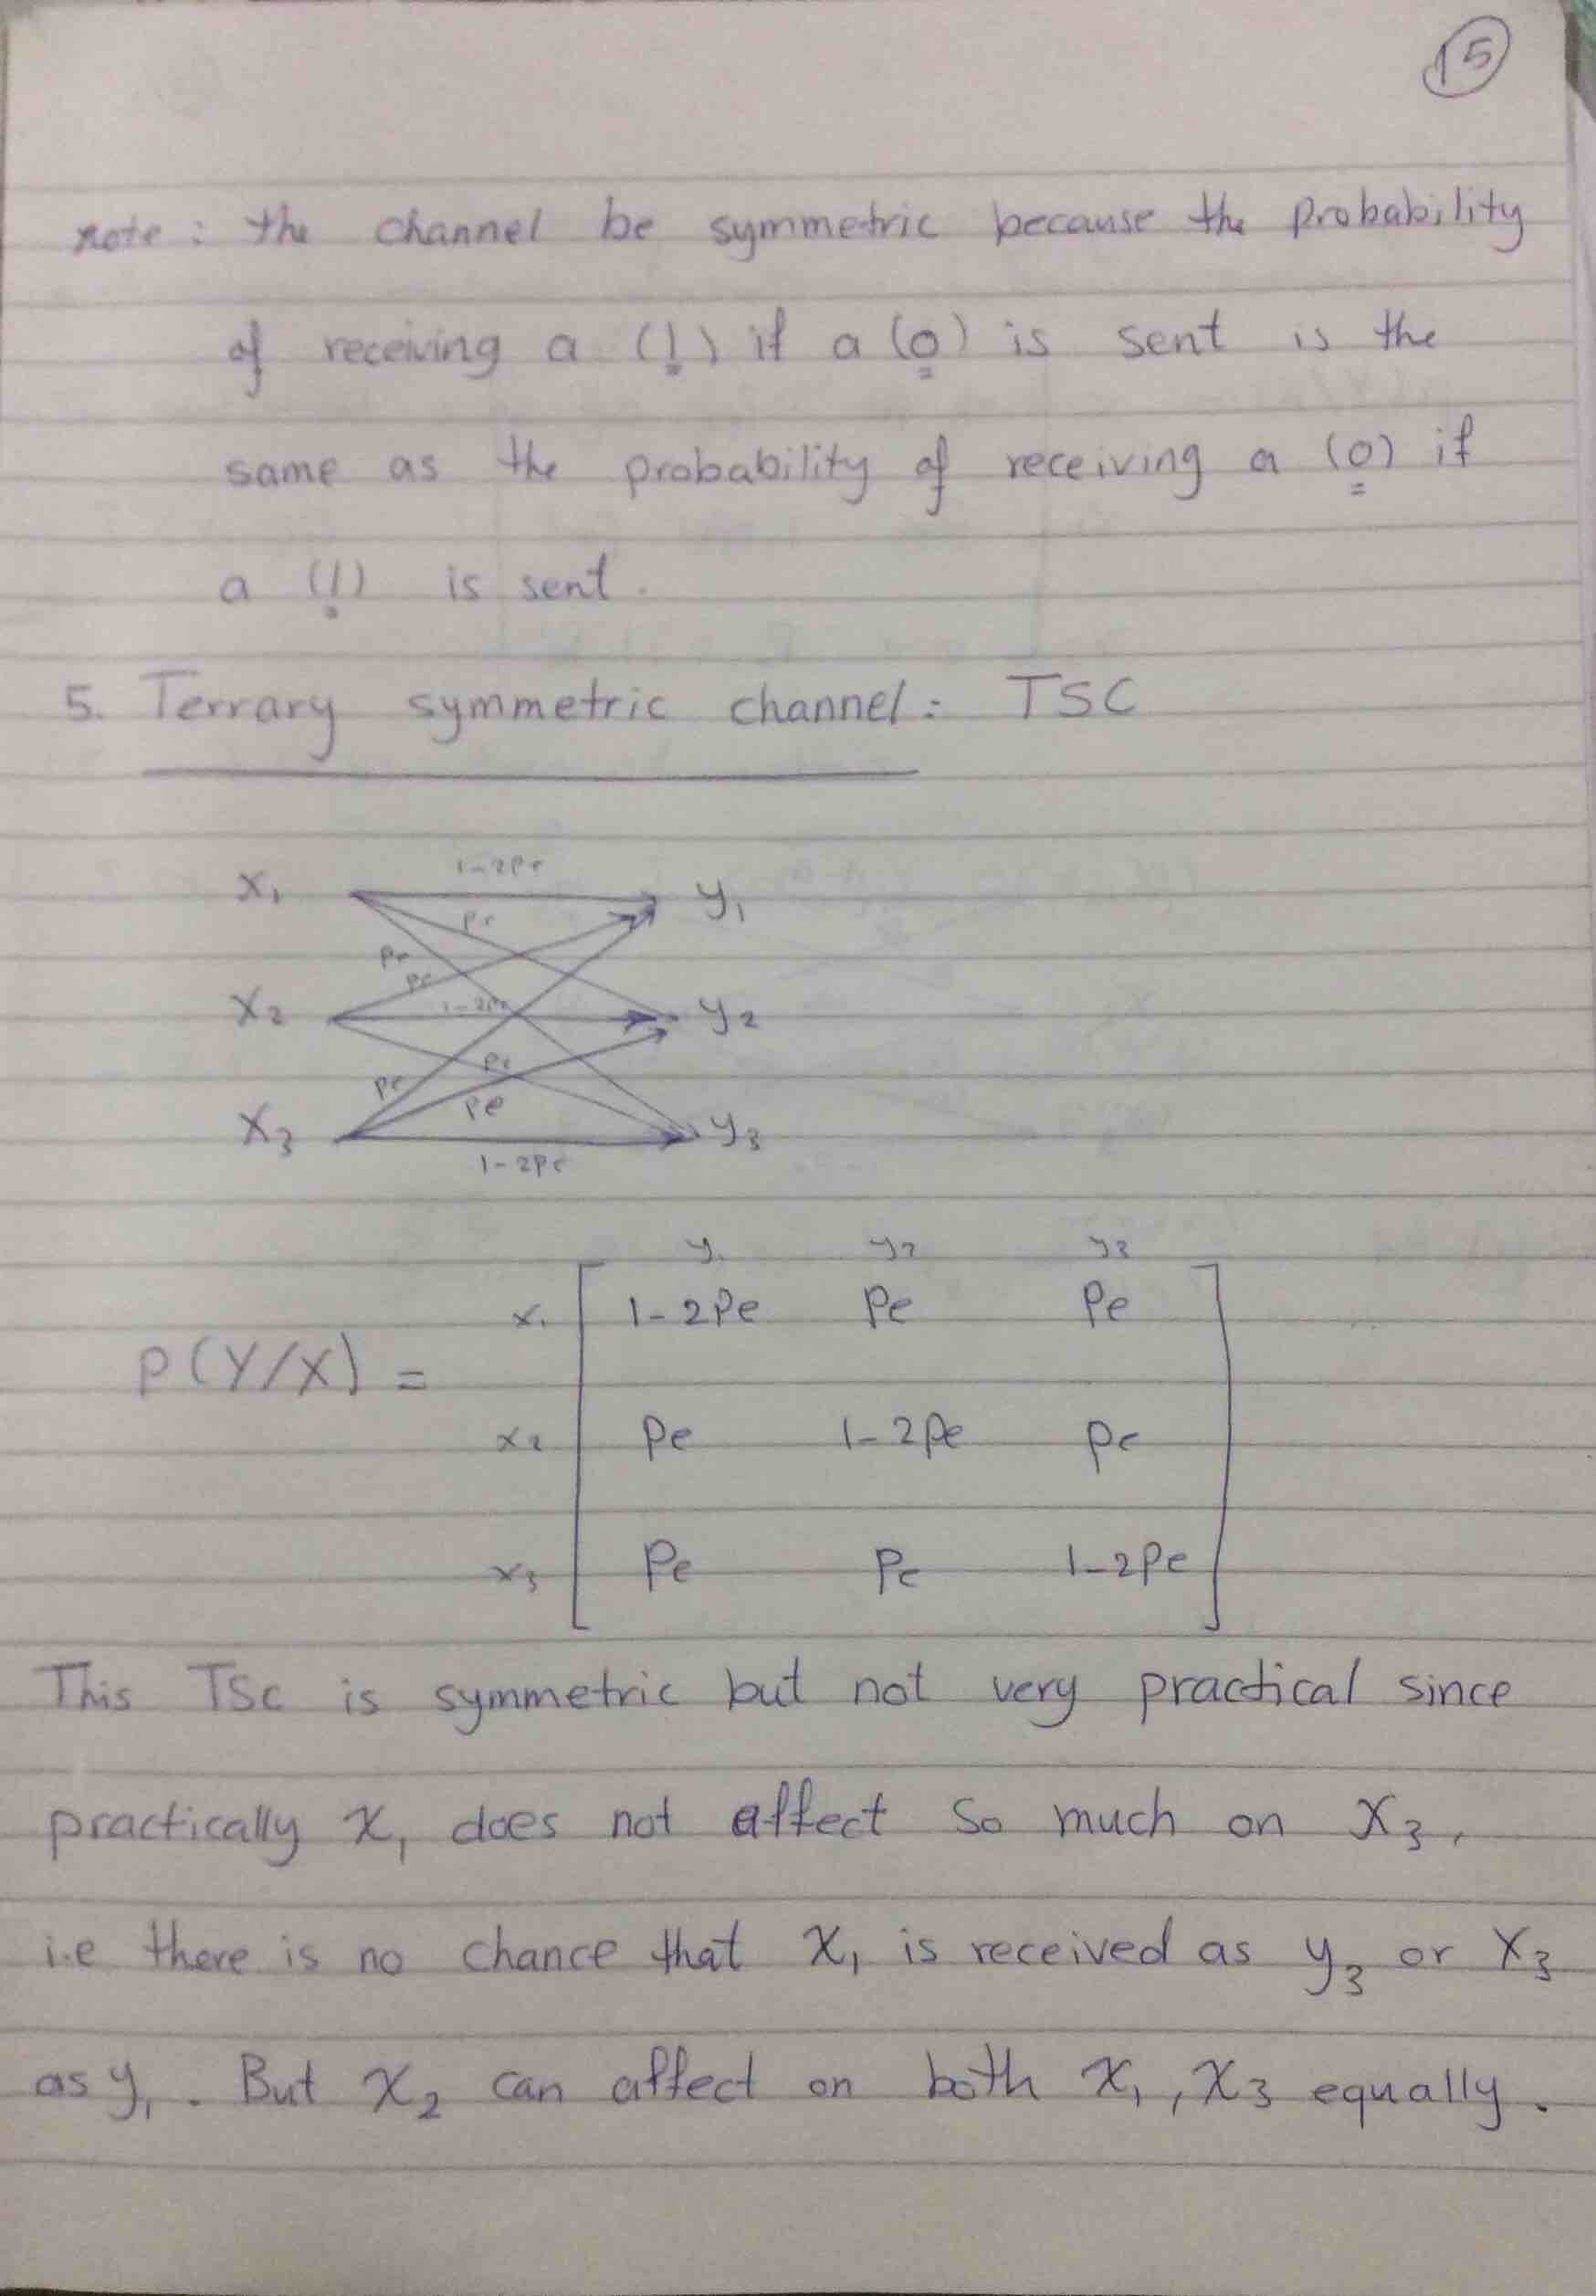 15
note : the channel be symmetric because the probability
of receiving a (1) if a (0) is sent is the
same as the probability of receiving a (0) if
a (1) is sent.
5. Terrary symmetric channel : TSC
x1 1-2Pe y1
Pe
Pe
Pe
x2 1-2Pe y2
Pe
Pe
Pe
x3 y3
1-2Pe
y1 y2 y3
x1 1-2Pe Pe Pe
P(Y/X) =
x2 Pe 1-2Pe Pe
x3 Pe Pe 1-2Pe
This TSC is symmetric but not very practical since
practically x1 does not affect so much on x3,
i.e there is no chance that x1 is received as y3 or x3
as y1. But x2 can affect on both x1, x3 equally.